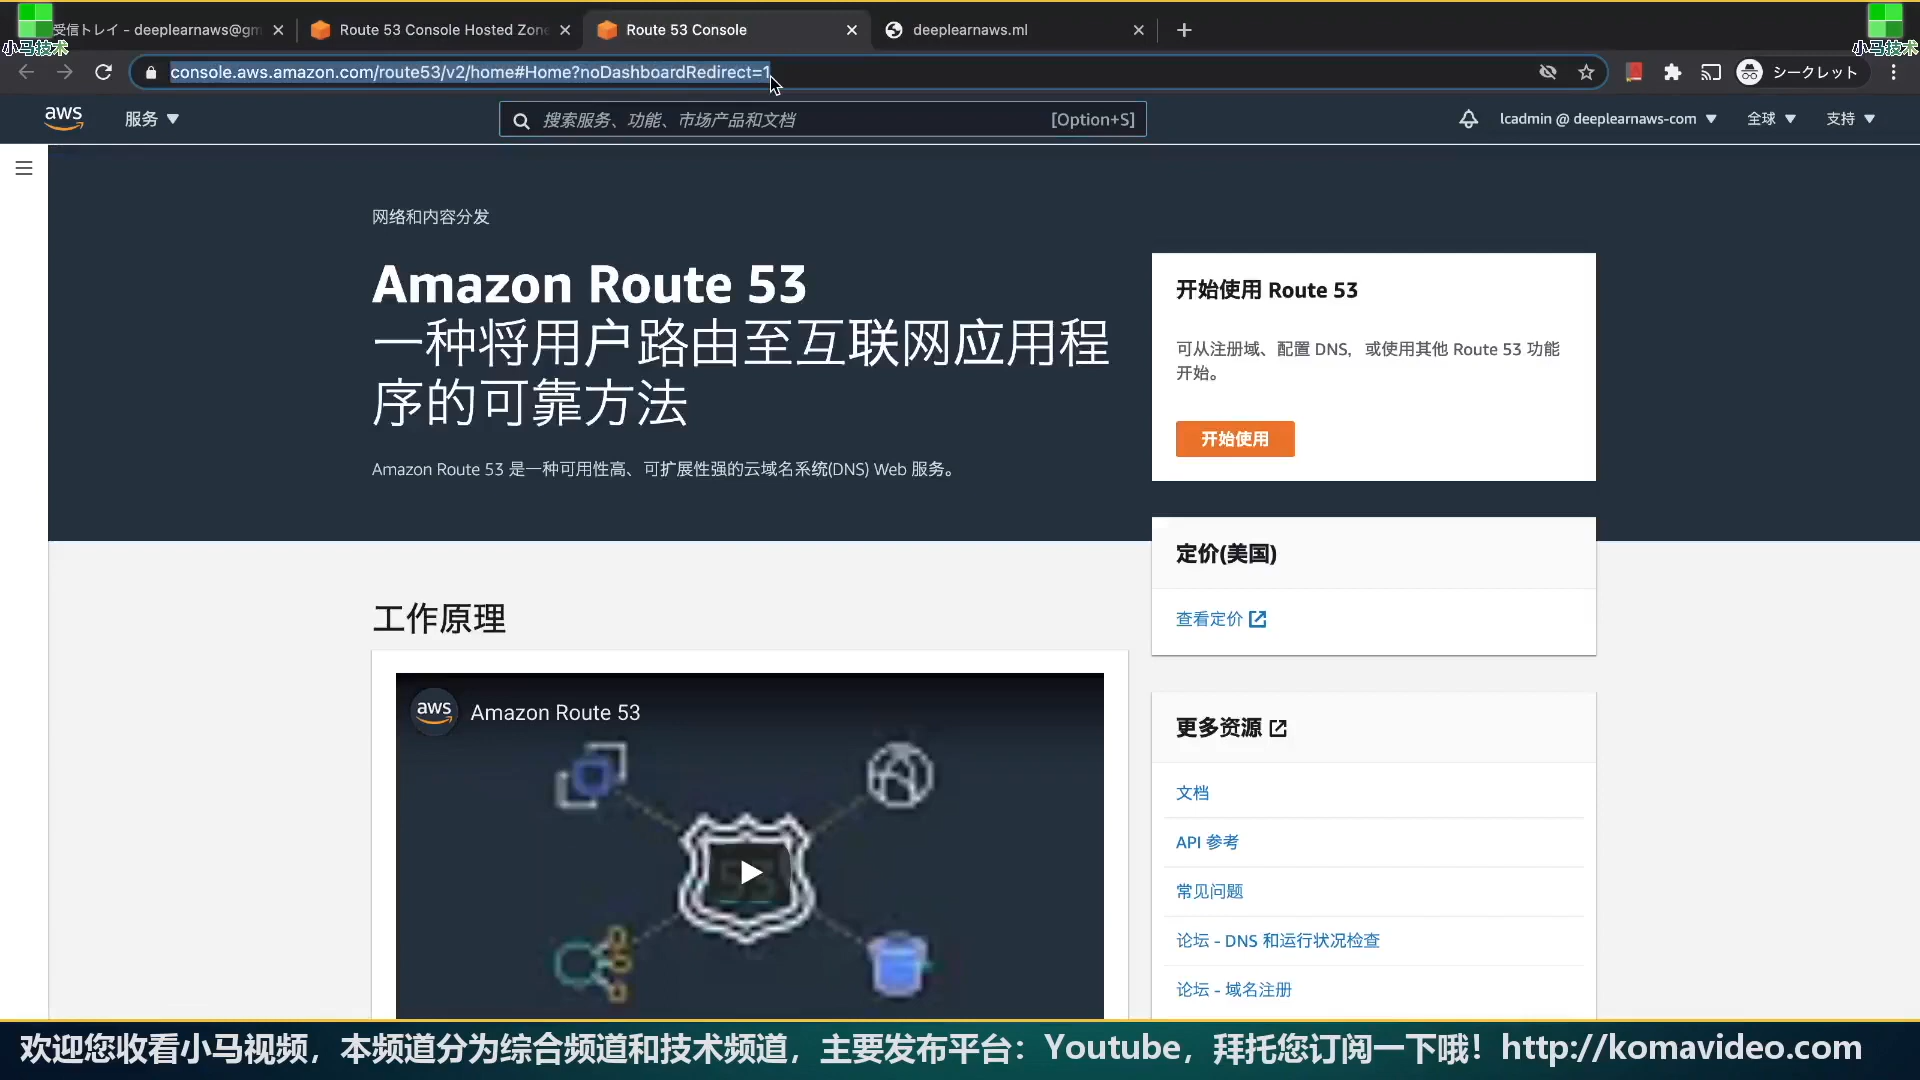 受信トレイ - deeplearnaws@gm
Route 53 Console Hosted Zone
Route 53 Console
deeplearnaws.ml
小马技术
小马技术
console.aws.amazon.com/route53/v2/home#Home?noDashboardRedirect=1
シークレット
aws
服务
搜索服务、功能、市场产品和文档
[Option+S]
lcadmin @ deeplearnaws-com
全球
支持
网络和内容分发
Amazon Route 53
一种将用户路由至互联网应用程
序的可靠方法
Amazon Route 53 是一种可用性高、可扩展性强的云域名系统(DNS) Web 服务。
开始使用 Route 53
可从注册域、配置 DNS，或使用其他 Route 53 功能
开始。
开始使用
定价(美国)
查看定价
工作原理
aws
Amazon Route 53
更多资源
文档
API 参考
常见问题
论坛 - DNS 和运行状况检查
论坛 - 域名注册
欢迎您收看小马视频，本频道分为综合频道和技术频道，主要发布平台：Youtube，拜托您订阅一下哦！http://komavideo.com